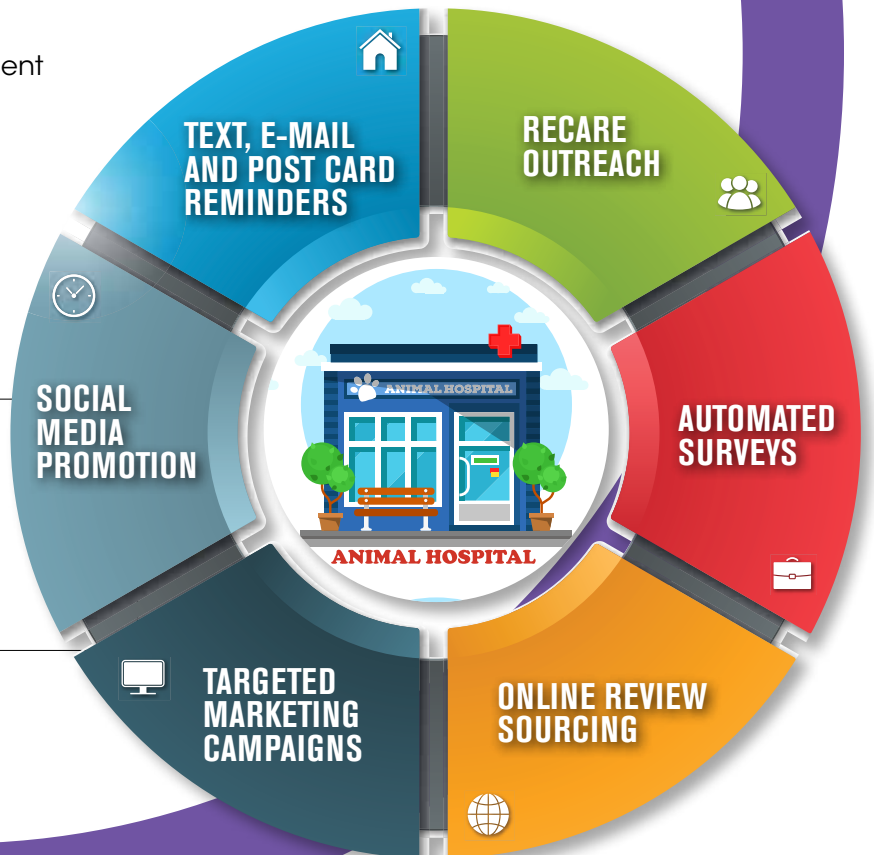 ent
TEXT, E-MAIL
AND POST CARD
REMINDERS
RECARE
OUTREACH
SOCIAL
MEDIA
PROMOTION
AUTOMATED
SURVEYS
ANIMAL HOSPITAL
ANIMAL HOSPITAL
TARGETED
MARKETING
CAMPAIGNS
ONLINE REVIEW
SOURCING